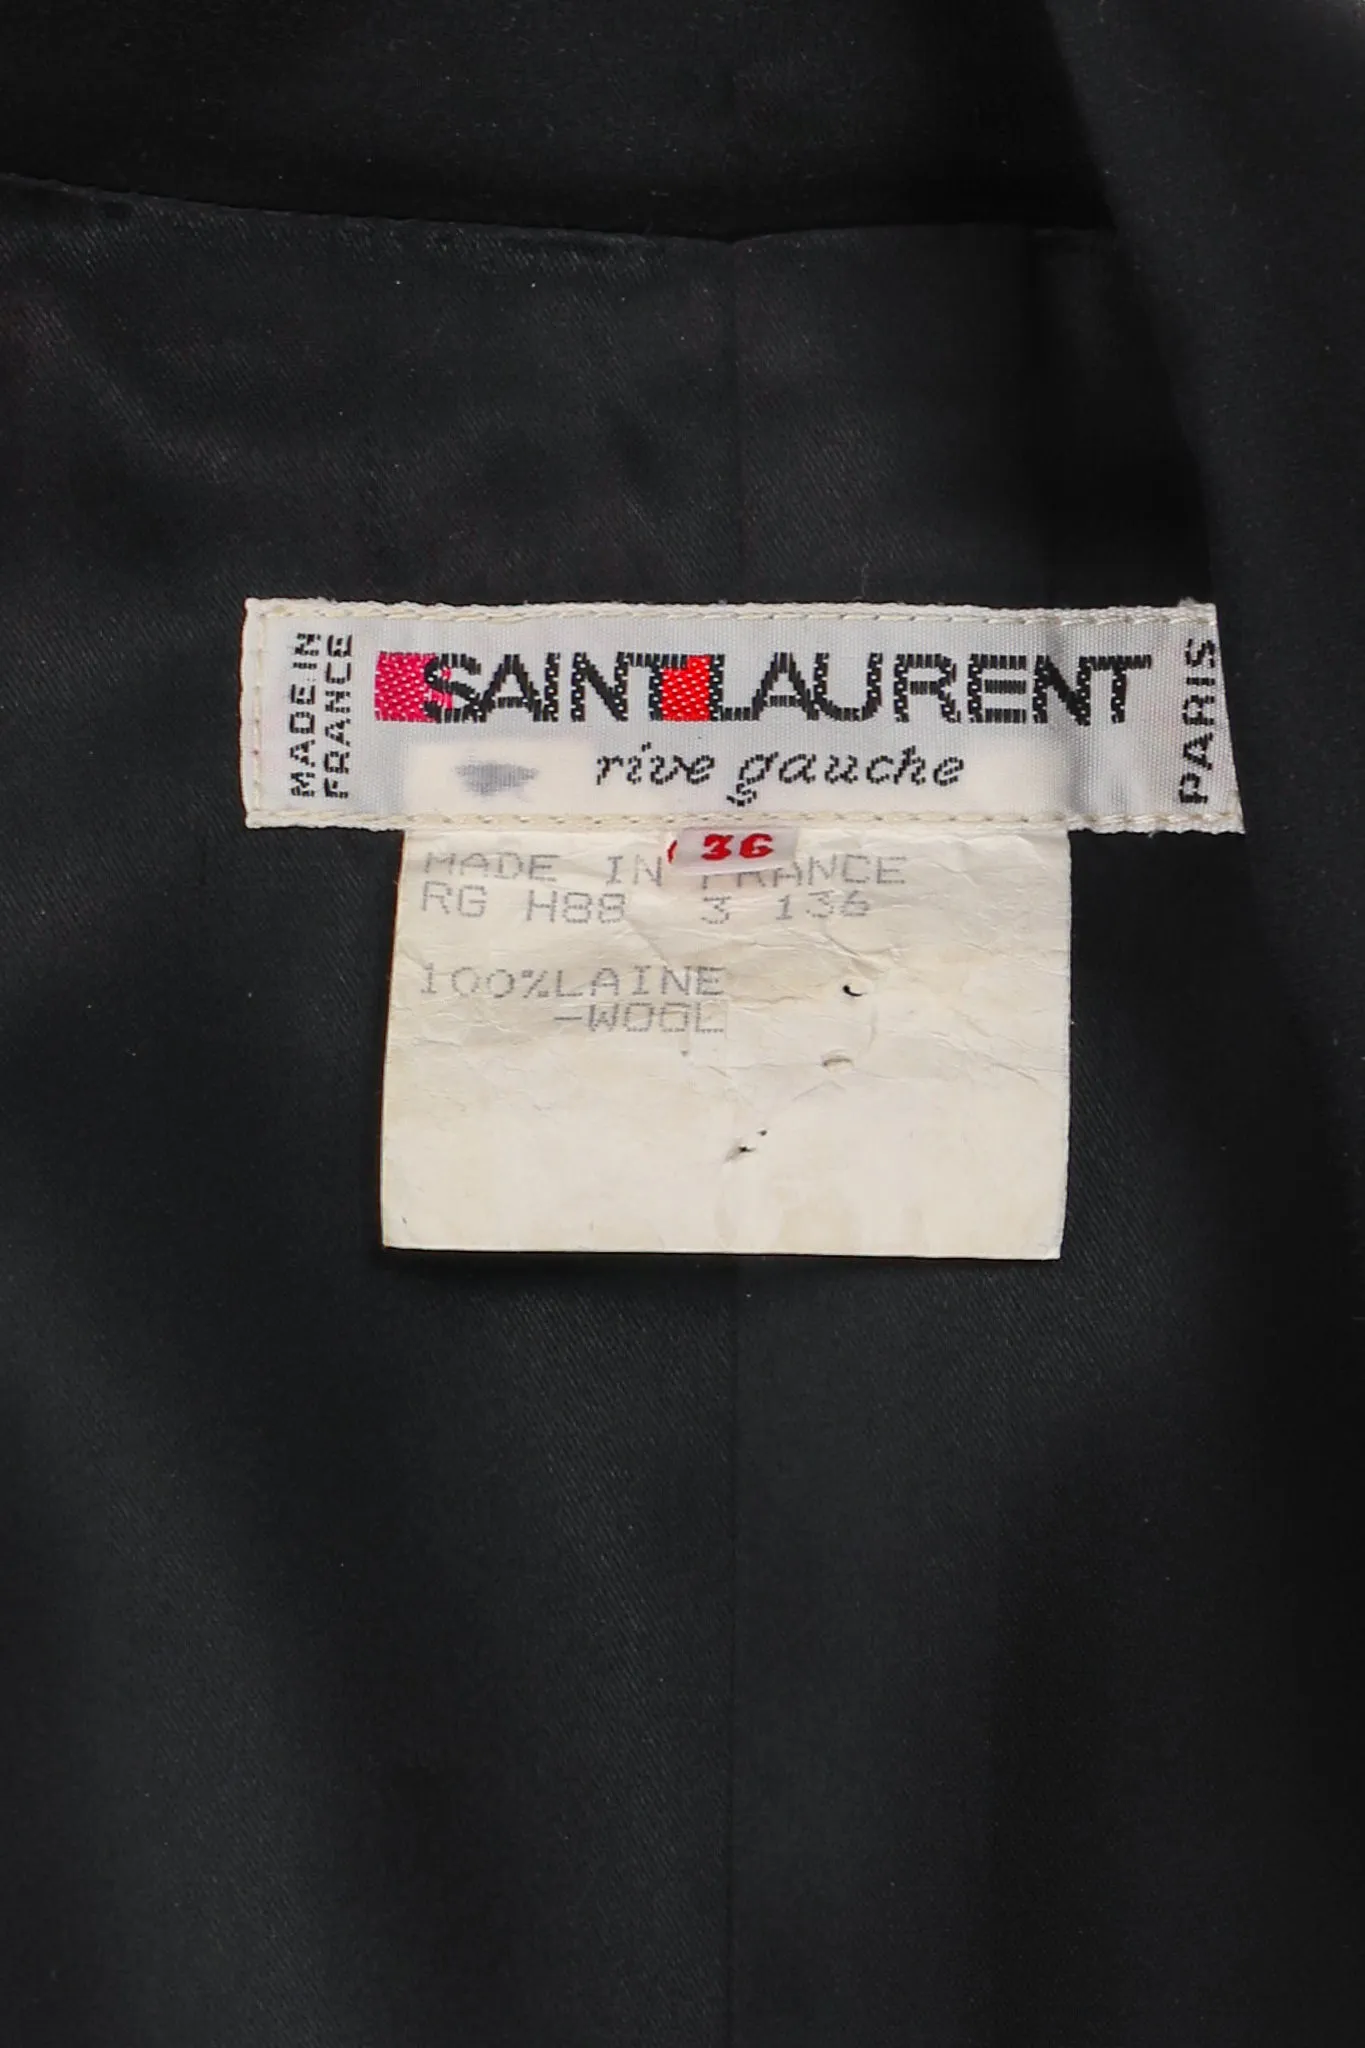 MADE IN
FRANCE
SAINT LAURENT
rive gauche
PARIS
36
MADE IN FRANCE
RG H88 3 136
100%LAINE
-WOOL